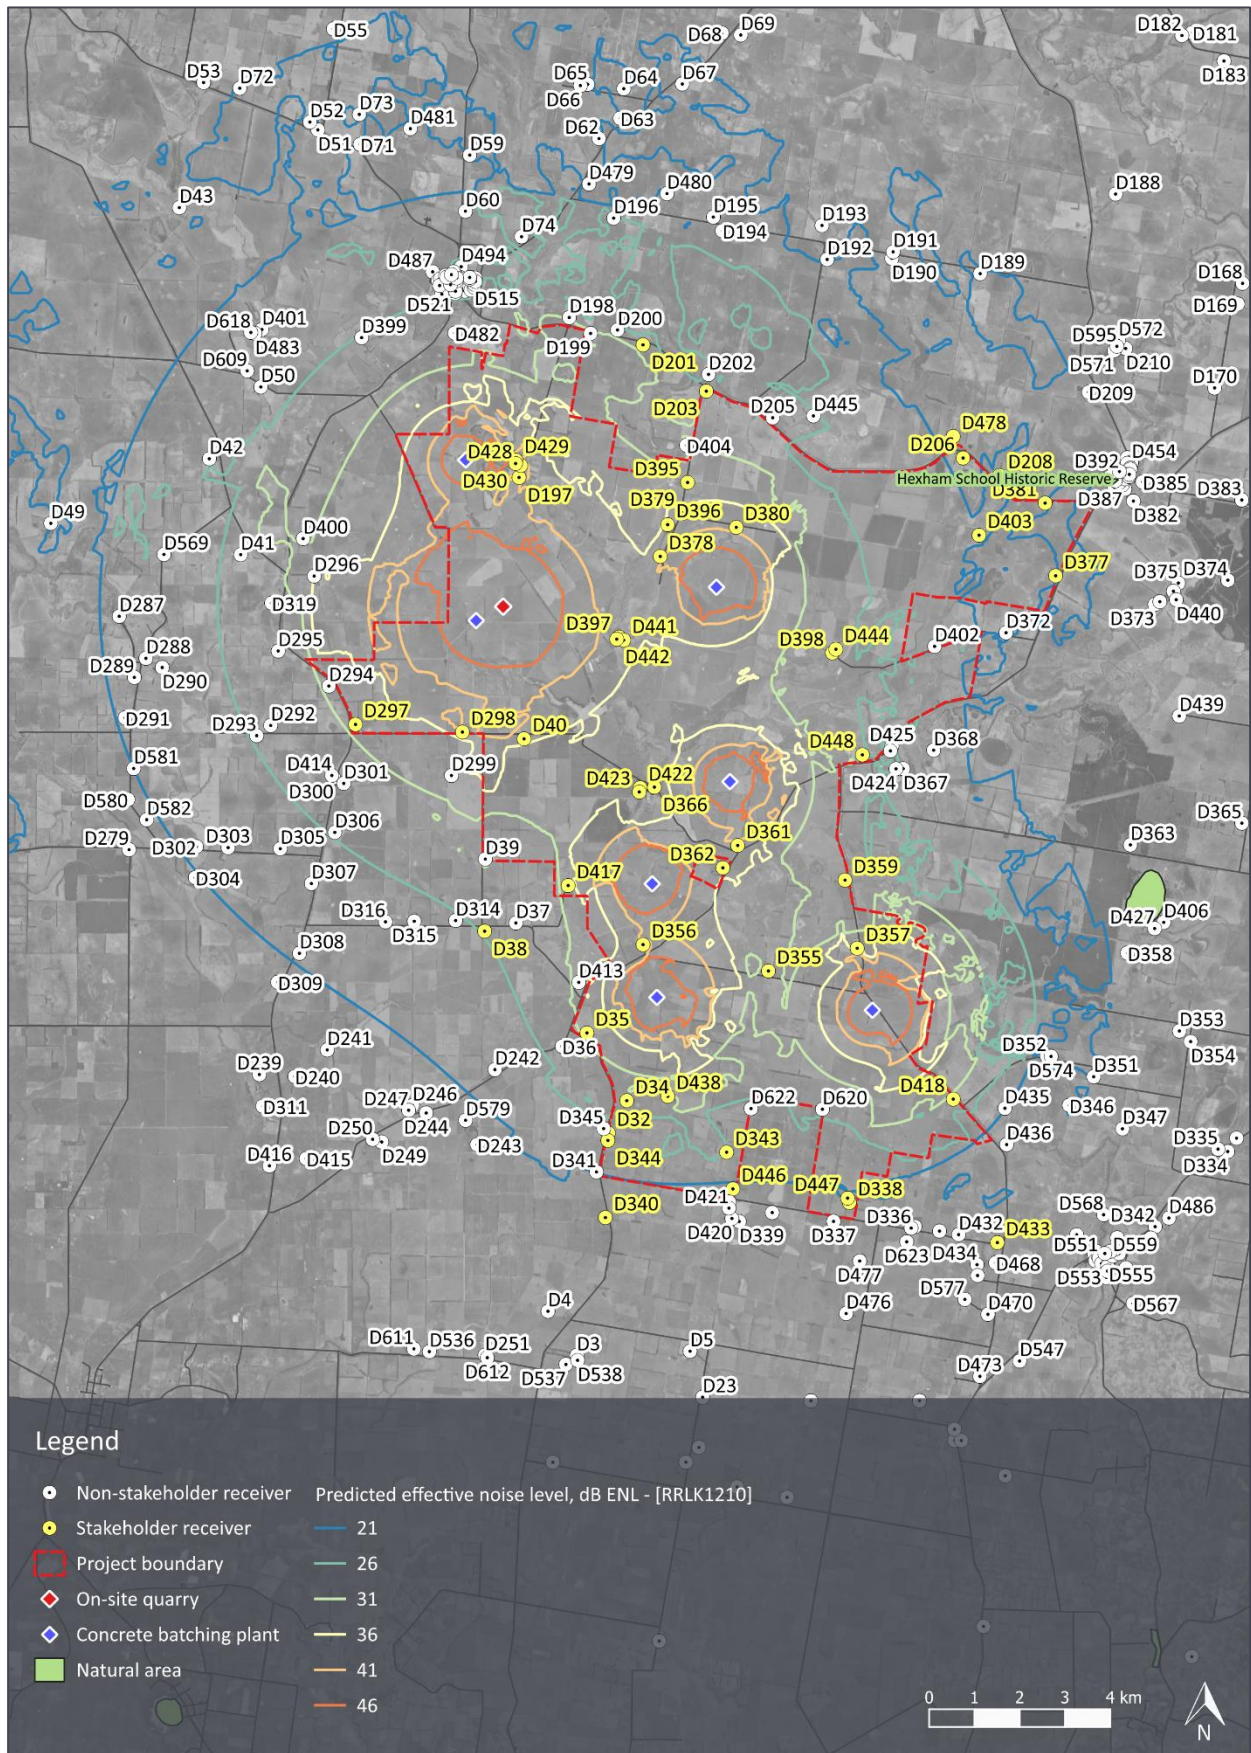 D55
D68
D69
D182
D181
D183
D53
D72
D65
D64
D67
D66
D52
D73
D481
D51
D71
D59
D62
D63
D43
D479
D480
D188
D60
D196
D195
D194
D193
D74
D192
D191
D190
D189
D487
D494
D521
D515
D168
D169
D618
D401
D483
D399
D482
D198
D199
D200
D201
D202
D595
D572
D571
D210
D609
D50
D203
D205
D445
D209
D170
D42
D428
D429
D430
D197
D404
D395
D379
D206
D478
D208
Hexham School Historic Reserve
D381
D392
D454
D385
D387
D382
D383
D49
D396
D380
D378
D403
D569
D41
D400
D296
D377
D375
D374
D373
D440
D287
D319
D288
D295
D289
D290
D397
D441
D442
D398
D444
D402
D372
D294
D291
D293
D292
D297
D298
D40
D439
D581
D414
D301
D300
D299
D423
D422
D366
D448
D425
D368
D424
D367
D580
D582
D279
D302
D303
D305
D306
D39
D361
D362
D363
D365
D304
D307
D417
D359
D316
D315
D314
D37
D38
D427
D406
D308
D356
D357
D358
D309
D413
D355
D241
D35
D36
D353
D354
D352
D574
D351
D239
D240
D242
D34
D438
D418
D311
D247
D246
D244
D579
D345
D32
D622
D620
D435
D346
D347
D250
D249
D243
D344
D343
D436
D416
D415
D341
D335
D334
D340
D446
D421
D420
D339
D447
D338
D337
D336
D432
D433
D568
D342
D486
D623
D434
D468
D551
D559
D553
D555
D477
D577
D4
D476
D470
D567
D611
D536
D251
D612
D3
D537
D538
D5
D473
D547
D23
Legend
Non-stakeholder receiver
Stakeholder receiver
Project boundary
On-site quarry
Concrete batching plant
Natural area
Predicted effective noise level, dB ENL - [RRLK1210]
21
26
31
36
41
46
0 1 2 3 4 km
N